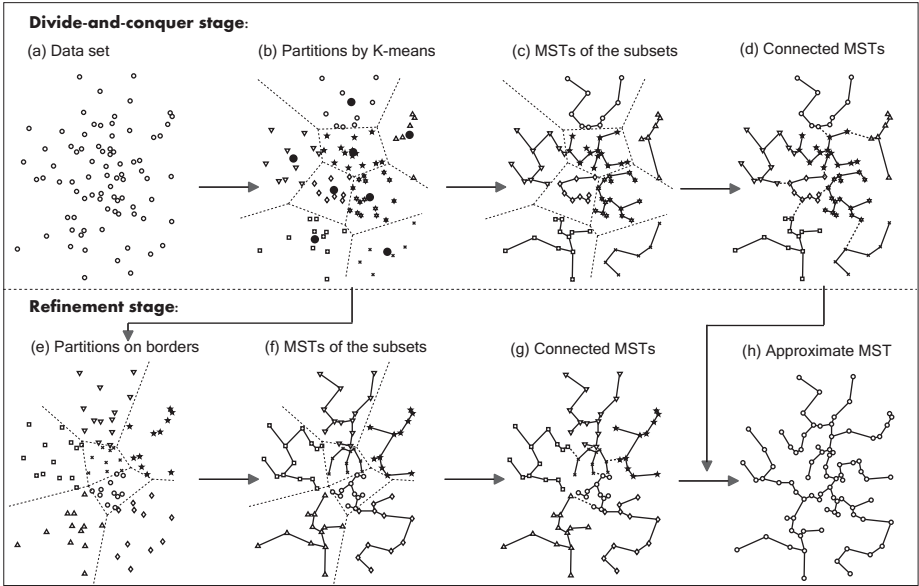 Divide-and-conquer stage:
(a) Data set
(b) Partitions by K-means
(c) MSTs of the subsets
(d) Connected MSTs
Refinement stage:
(e) Partitions on borders
(f) MSTs of the subsets
(g) Connected MSTs
(h) Approximate MST